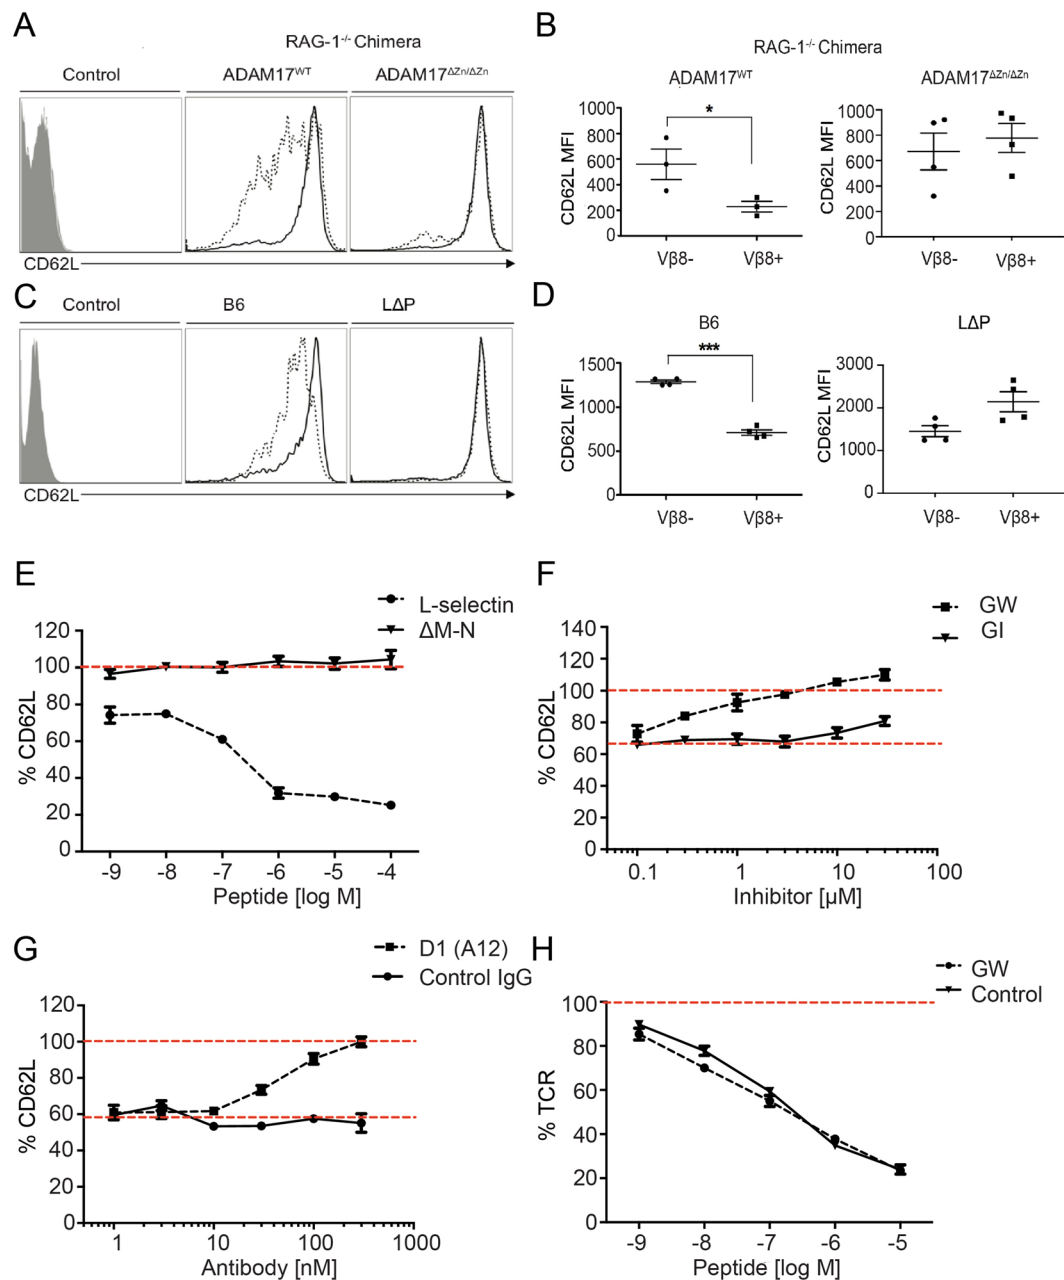 A
RAG-1-/- Chimera
Control
ADAM17WT
ADAM17ΔZn/ΔZn
CD62L
B
RAG-1-/- Chimera
ADAM17WT
ADAM17ΔZn/ΔZn
CD62L MFI
1000
800
600
400
200
0
*
Vβ8-
Vβ8+
CD62L MFI
1000
800
600
400
200
0
Vβ8-
Vβ8+
C
Control
B6
LΔP
CD62L
D
B6
LΔP
CD62L MFI
1500
1000
500
0
***
Vβ8-
Vβ8+
CD62L MFI
3000
2000
1000
0
Vβ8-
Vβ8+
E
L-selectin
ΔM-N
% CD62L
120
100
80
60
40
20
0
-9 -8 -7 -6 -5 -4
Peptide [log M]
F
GW
GI
% CD62L
140
120
100
80
60
40
20
0
0.1 1 10 100
Inhibitor [µM]
G
D1 (A12)
Control IgG
% CD62L
120
100
80
60
40
20
0
1 10 100 1000
Antibody [nM]
H
GW
Control
% TCR
100
80
60
40
20
0
-9 -8 -7 -6 -5
Peptide [log M]